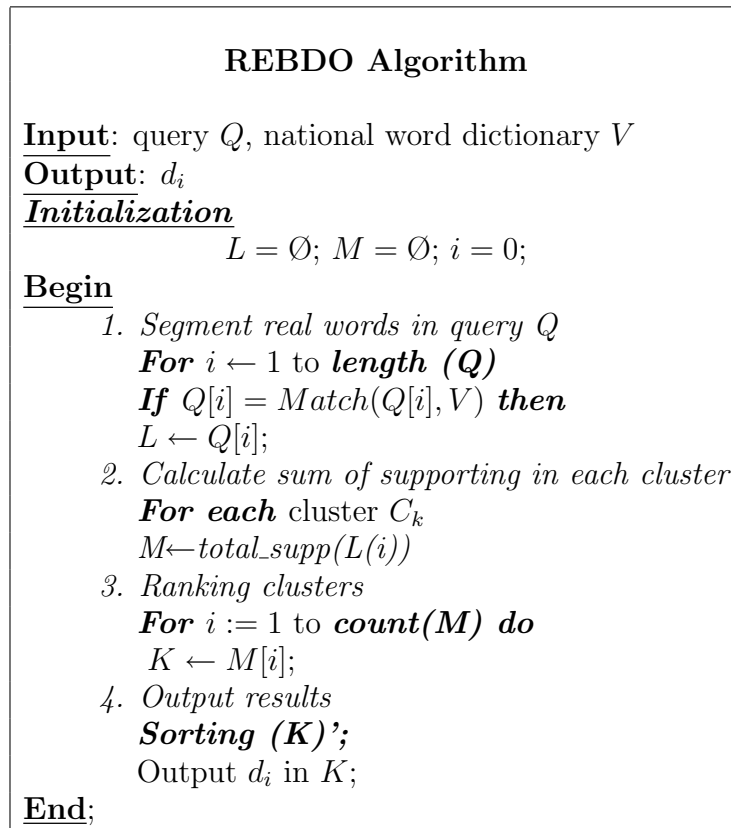 REBDO Algorithm
Input: query Q, national word dictionary V
Output: d_i
Initialization
L = Ø; M = Ø; i = 0;
Begin
1. Segment real words in query Q
For i ← 1 to length (Q)
If Q[i] = Match(Q[i], V) then
L ← Q[i];
2. Calculate sum of supporting in each cluster
For each cluster C_k
M←total_supp(L(i))
3. Ranking clusters
For i := 1 to count(M) do
K ← M[i];
4. Output results
Sorting (K)’;
Output d_i in K;
End;